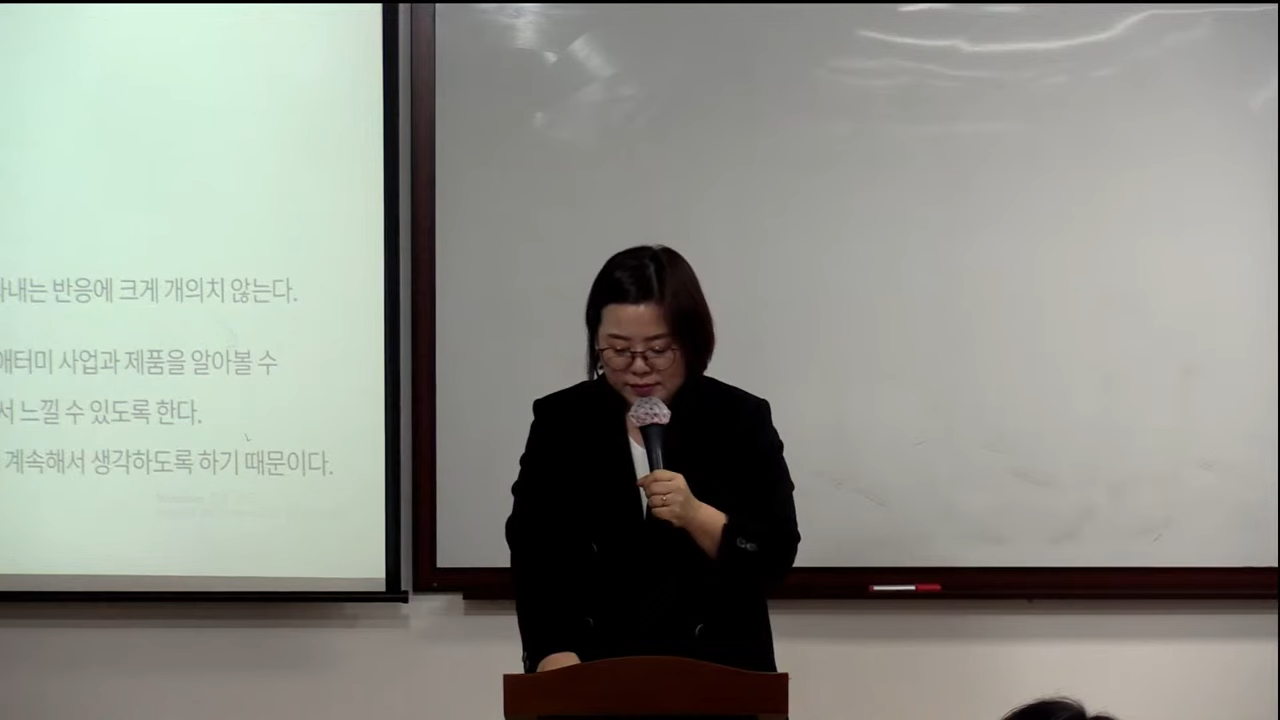 내는 반응에 크게 개의치 않는다.
애터미 사업과 제품을 알아볼 수
서 느낄 수 있도록 한다.
계속해서 생각하도록 하기 때문이다.